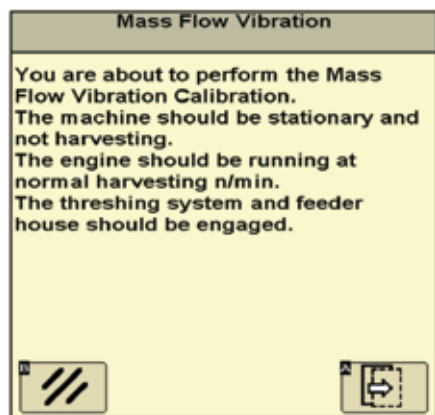 Mass Flow Vibration
You are about to perform the Mass
Flow Vibration Calibration.
The machine should be stationary and
not harvesting.
The engine should be running at
normal harvesting n/min.
The threshing system and feeder
house should be engaged.
B
A